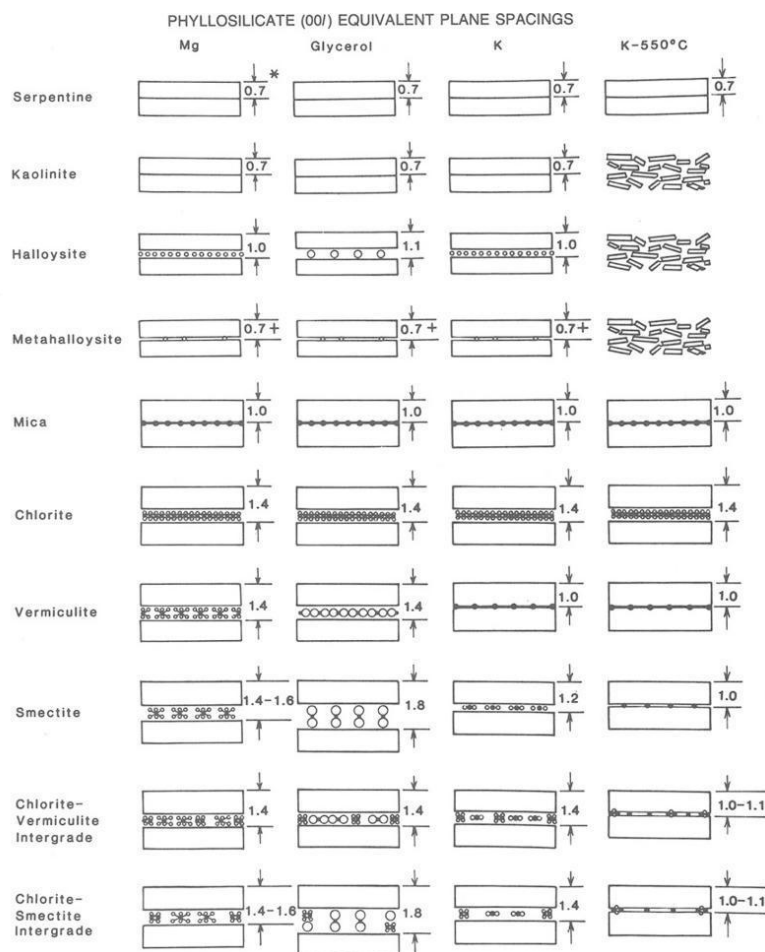 PHYLLOSILICATE (00l) EQUIVALENT PLANE SPACINGS
Mg Glycerol K K-550°C
Serpentine 0.7 * 0.7 0.7 0.7
Kaolinite 0.7 0.7 0.7
Halloysite 1.0 1.1 1.0
Metahalloysite 0.7+ 0.7+ 0.7+
Mica 1.0 1.0 1.0 1.0
Chlorite 1.4 1.4 1.4 1.4
Vermiculite 1.4 1.4 1.0 1.0
Smectite 1.4-1.6 1.8 1.2 1.0
Chlorite-
Vermiculite 1.4 1.4 1.4 1.0-1.1
Intergrade
Chlorite-
Smectite 1.4-1.6 1.8 1.4 1.0-1.1
Intergrade